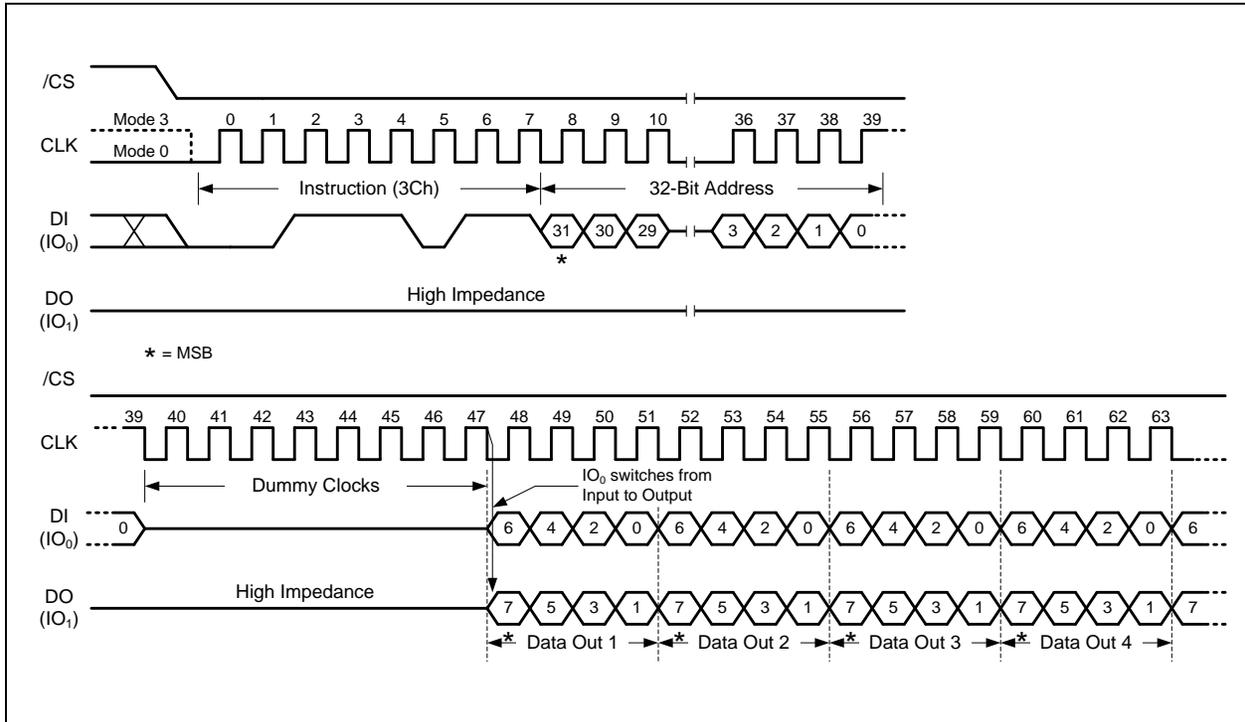 /CS
Mode 3 0 1 2 3 4 5 6 7 8 9 10 36 37 38 39
CLK
Mode 0
Instruction (3Ch) 32-Bit Address
DI
(IO₀) 31 30 29 3 2 1 0
*
DO
(IO₁)
High Impedance
* = MSB
/CS
39 40 41 42 43 44 45 46 47 48 49 50 51 52 53 54 55 56 57 58 59 60 61 62 63
CLK
Dummy Clocks
IO₀ switches from
Input to Output
DI
(IO₀) 0 6 4 2 0 6 4 2 0 6 4 2 0 6 4 2 0 6
High Impedance
DO
(IO₁) 7 5 3 1 7 5 3 1 7 5 3 1 7 5 3 1 7
* Data Out 1 * Data Out 2 * Data Out 3 * Data Out 4